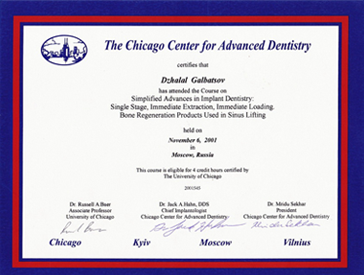 The Chicago Center for Advanced Dentistry
certifies that
Dzhalal Galbatsov
has attended the Course on
Simplified Advances in Implant Dentistry:
Single Stage, Immediate Extraction, Immediate Loading.
Bone Regeneration Products Used in Sinus Lifting
held on
November 6, 2001
in
Moscow, Russia
This course is eligible for 4 credit hours certified by
The University of Chicago
2001545
Dr. Russell A Baer Dr. Jack A Hahn, DDS Dr. Mridu Sekhar
Associate Professor Chief Implantologist President
University of Chicago Chicago Center for Advanced Dentistry Chicago Center for Advanced Dentistry
Chicago Kyiv Moscow Vilnius